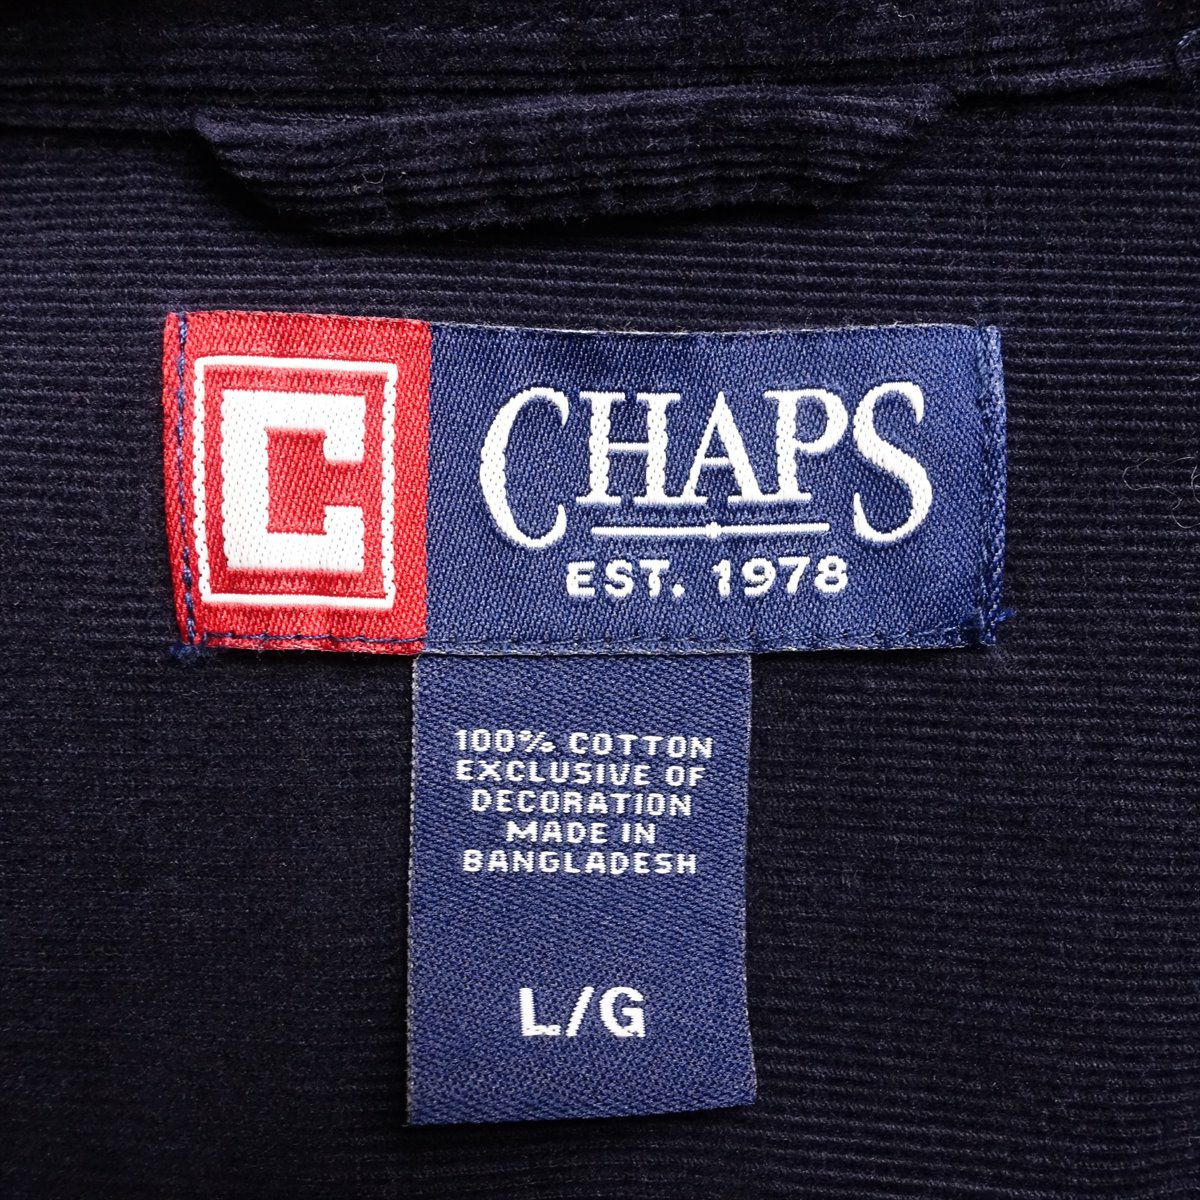 C
CHAPS
EST. 1978
100% COTTON
EXCLUSIVE OF
DECORATION
MADE IN
BANGLADESH
L/G